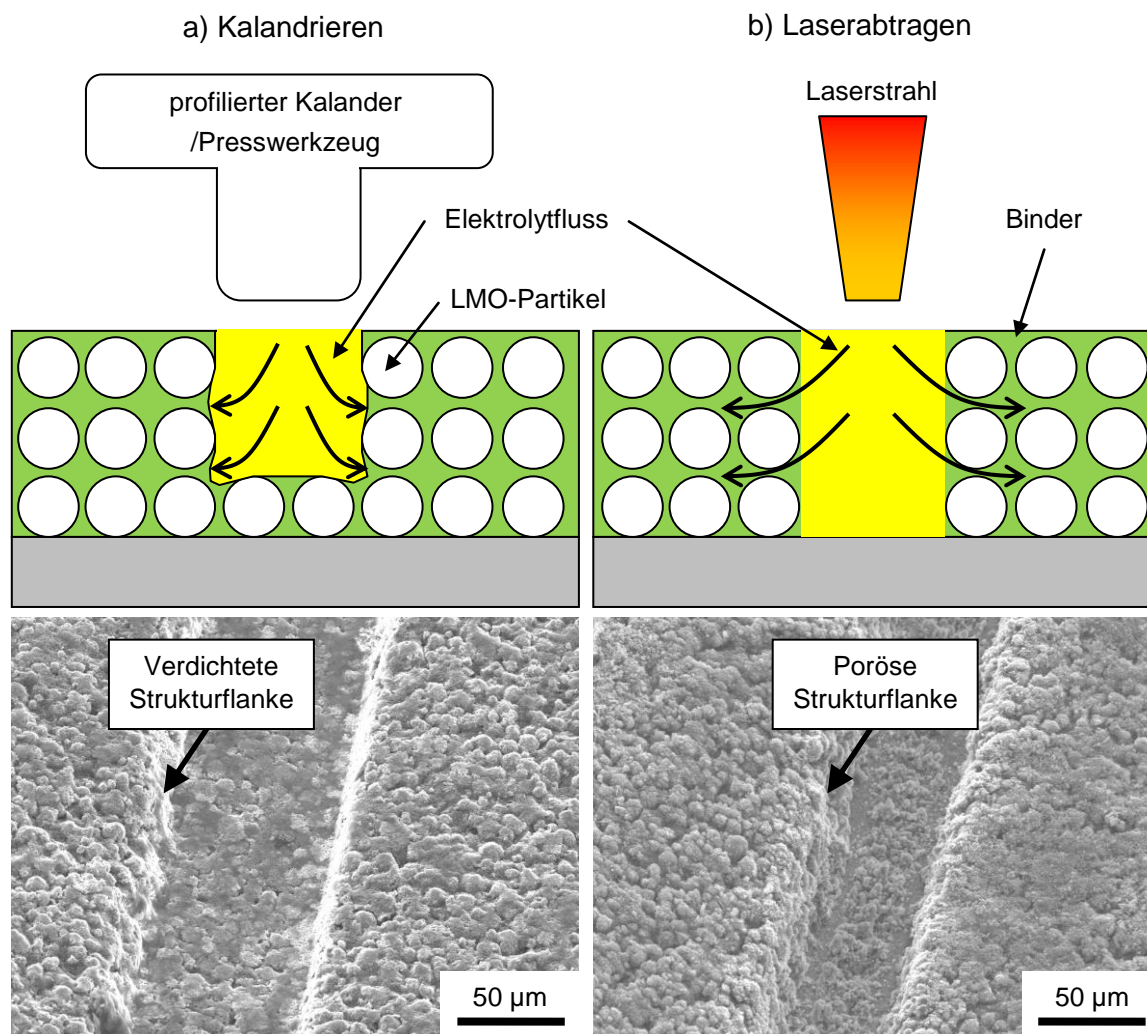 a) Kalandrieren
b) Laserabtragen
profilierter Kalander
/Presswerkzeug
Laserstrahl
Elektrolytfluss
Binder
LMO-Partikel
Verdichtete
Strukturflanke
Poröse
Strukturflanke
50 µm
50 µm